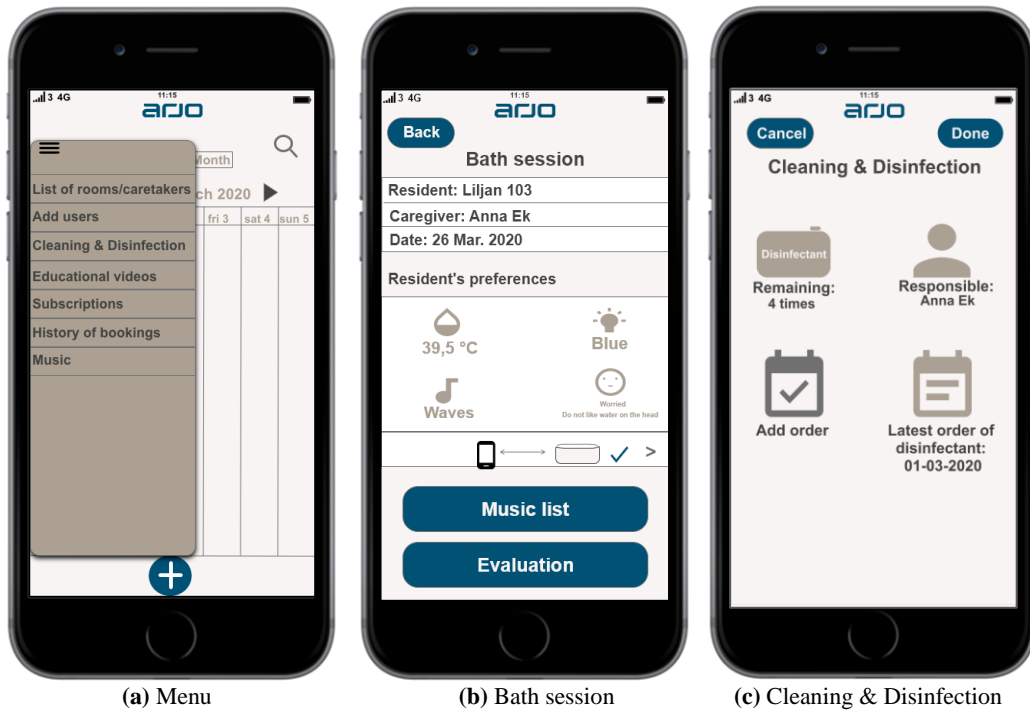 3 4G
11:15
arjo
Month
ch 2020
List of rooms/caretakers
Add users
fri 3 sat 4 sun 5
Cleaning & Disinfection
Educational videos
Subscriptions
History of bookings
Music
(a) Menu
3 4G
11:15
arjo
Back
Bath session
Resident: Liljan 103
Caregiver: Anna Ek
Date: 26 Mar. 2020
Resident's preferences
39,5 °C
Blue
Waves
Worried
Do not like water on the head
>
Music list
Evaluation
(b) Bath session
3 4G
11:15
arjo
Cancel
Done
Cleaning & Disinfection
Disinfectant
Remaining:
4 times
Responsible:
Anna Ek
Add order
Latest order of
disinfectant:
01-03-2020
(c) Cleaning & Disinfection